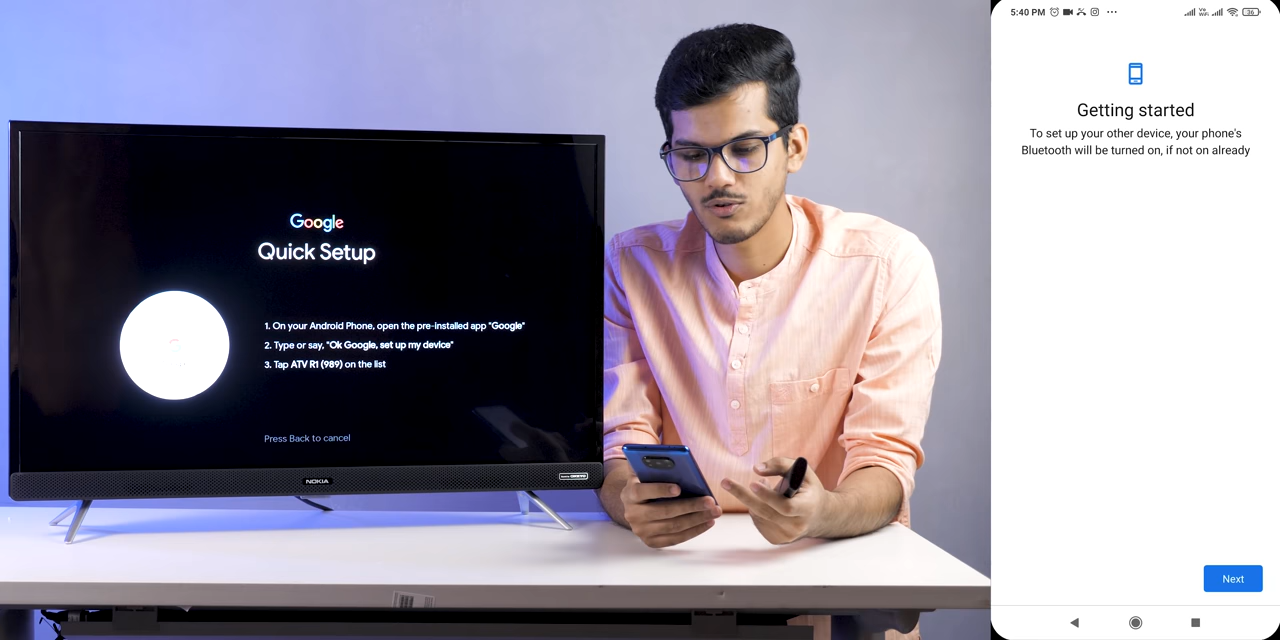 Google
Quick Setup
1. On your Android Phone, open the pre-installed app "Google"
2. Type or say, "Ok Google, set up my device"
3. Tap ATV R1 (989) on the list
Press Back to cancel
NOKIA
5:40 PM
36
Getting started
To set up your other device, your phone's
Bluetooth will be turned on, if not on already
Next